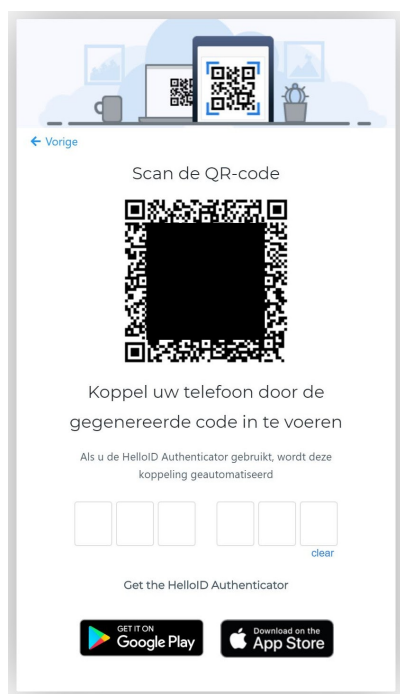 ← Vorige
Scan de QR-code
Koppel uw telefoon door de
gegenereerde code in te voeren
Als u de HelloID Authenticator gebruikt, wordt deze
koppeling geautomatiseerd
clear
Get the HelloID Authenticator
GET IT ON
Google Play
Download on the
App Store